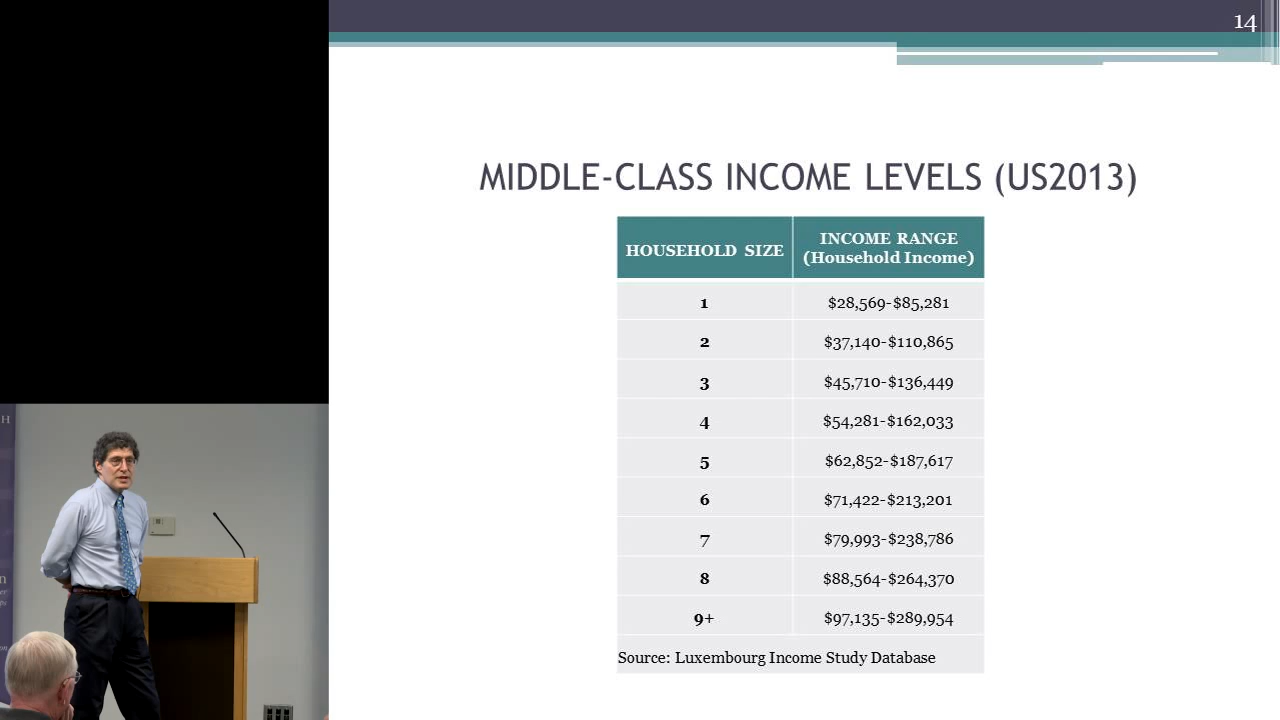 14
MIDDLE-CLASS INCOME LEVELS (US2013)
HOUSEHOLD SIZE
INCOME RANGE
(Household Income)
1 $28,569-$85,281
2 $37,140-$110,865
3 $45,710-$136,449
4 $54,281-$162,033
5 $62,852-$187,617
6 $71,422-$213,201
7 $79,993-$238,786
8 $88,564-$264,370
9+ $97,135-$289,954
Source: Luxembourg Income Study Database
H